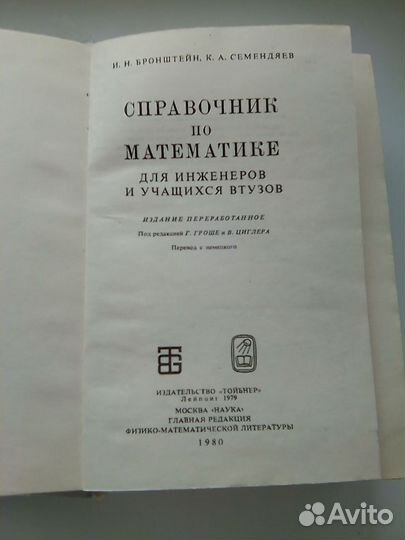 И. Н. БРОНШТЕЙН, К. А. СЕМЕНДЯЕВ
СПРАВОЧНИК
ПО
МАТЕМАТИКЕ
ДЛЯ ИНЖЕНЕРОВ
И УЧАЩИХСЯ ВТУЗОВ
ИЗДАНИЕ ПЕРЕРАБОТАННОЕ
Под редакцией Г. ГРОШЕ и В. ЦИГЛЕРА
Перевод с немецкого
ИЗДАТЕЛЬСТВО «ТОЙБНЕР»
Лейпциг 1979
МОСКВА «НАУКА»
ГЛАВНАЯ РЕДАКЦИЯ
ФИЗИКО-МАТЕМАТИЧЕСКОЙ ЛИТЕРАТУРЫ
1980
Avito